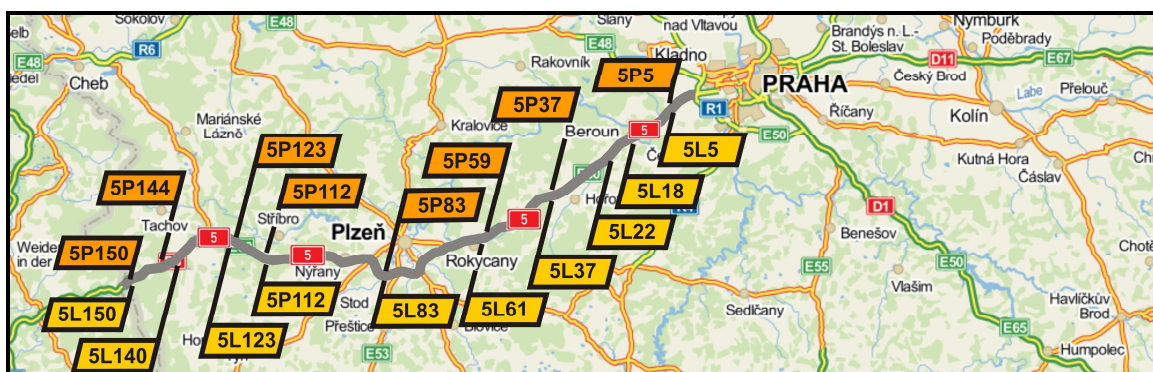 Sokolov
E48
Slaný
nad Vltavou
Brandýs n. L.-
St. Boleslav
Nymburk
Poděbrady
R6
E48
E48
Kladno
D11
E67
Cheb
Rakovník
5P5
PRAHA
Český Brod
Přelouč
Labe
Mariánské
Lázně
Kralovice
5P37
Beroun
5
R1
Říčany
Kolín
E50
5P123
5P59
5L5
Kutná Hora
Čáslav
5P144
5P112
5P83
5L18
Tachov
Stříbro
Plzeň
5
5L22
D1
Weiden
in der
5P150
5
5
Nýřany
Rokycany
5L37
Benešov
E55
E50
Vlašim
5L150
5P112
Stod
Přeštice
5L83
5L61
Sedlčany
Havlíčkův
Brod
5L140
5L123
E53
E65
Humpolec